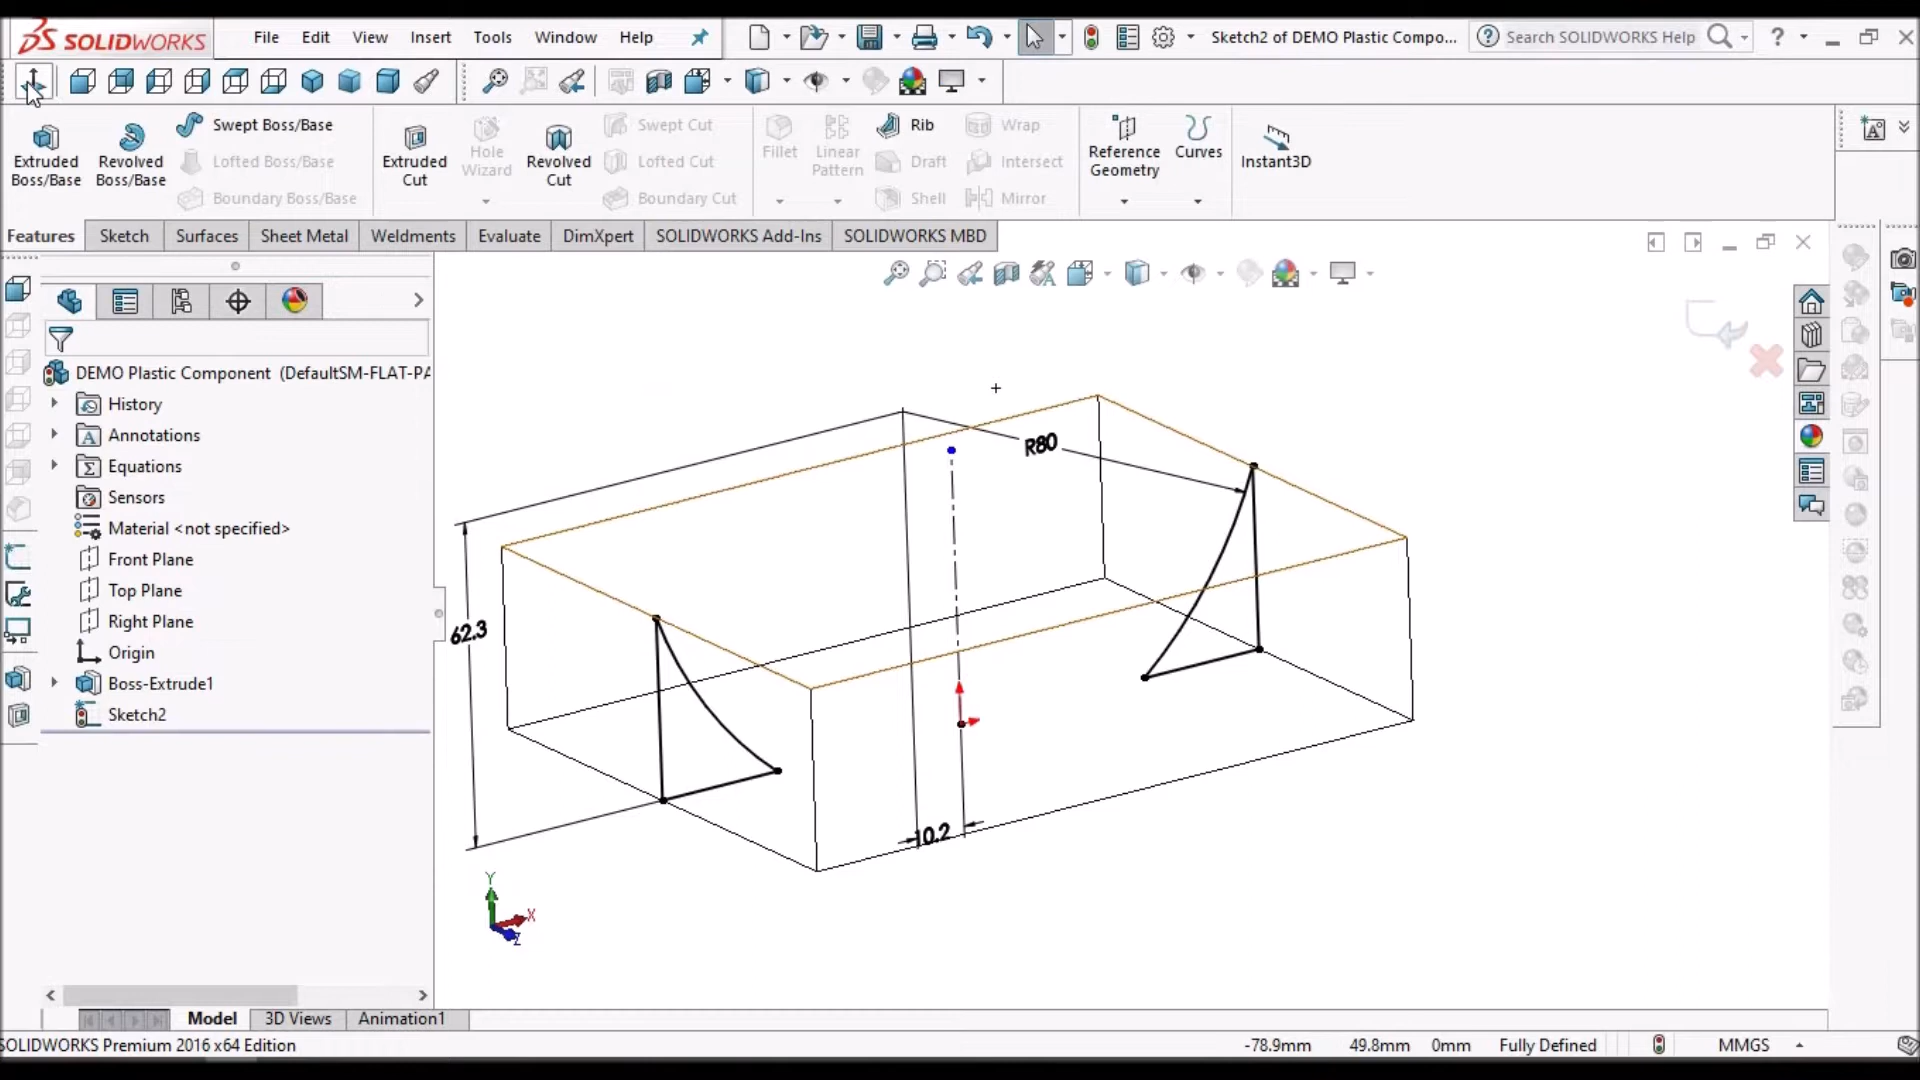 SOLIDWORKS File Edit View Insert Tools Window Help Sketch2 of DEMO Plastic Compo... Search SOLIDWORKS Help ?
Extruded Boss/Base
Revolved Boss/Base
Swept Boss/Base
Lofted Boss/Base
Boundary Boss/Base
Extruded Cut
Hole Wizard
Revolved Cut
Swept Cut
Lofted Cut
Boundary Cut
Fillet
Linear Pattern
Rib
Draft
Shell
Wrap
Intersect
Mirror
Reference Geometry
Curves
Instant3D
Features Sketch Surfaces Sheet Metal Weldments Evaluate DimXpert SOLIDWORKS Add-Ins SOLIDWORKS MBD
DEMO Plastic Component (DefaultSM-FLAT-PA
History
Annotations
Equations
Sensors
Material <not specified>
Front Plane
Top Plane
Right Plane
Origin
Boss-Extrude1
Sketch2
R80
62.3
10.2
Y
X
Z
Model 3D Views Animation1
SOLIDWORKS Premium 2016 x64 Edition -78.9mm 49.8mm 0mm Fully Defined MMGS